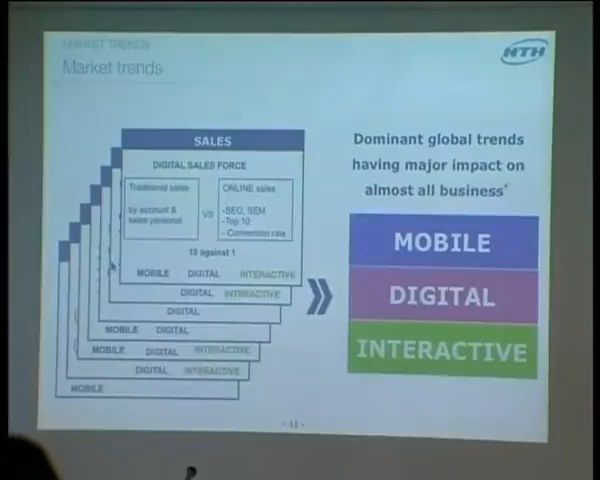 MARKET TRENDS
Market trends
NTH
SALES
DIGITAL SALES FORCE
Traditional sales
by account &
sales personal
VS
ONLINE sales
-SEO, SEM
-Top 10
- Conversion rate
10 against 1
MOBILE DIGITAL INTERACTIVE
DIGITAL INTERACTIVE
DIGITAL
MOBILE DIGITAL
MOBILE DIGITAL INTERACTIVE
DIGITAL INTERACTIVE
MOBILE
Dominant global trends
having major impact on
almost all business'
MOBILE
DIGITAL
INTERACTIVE
- 11 -